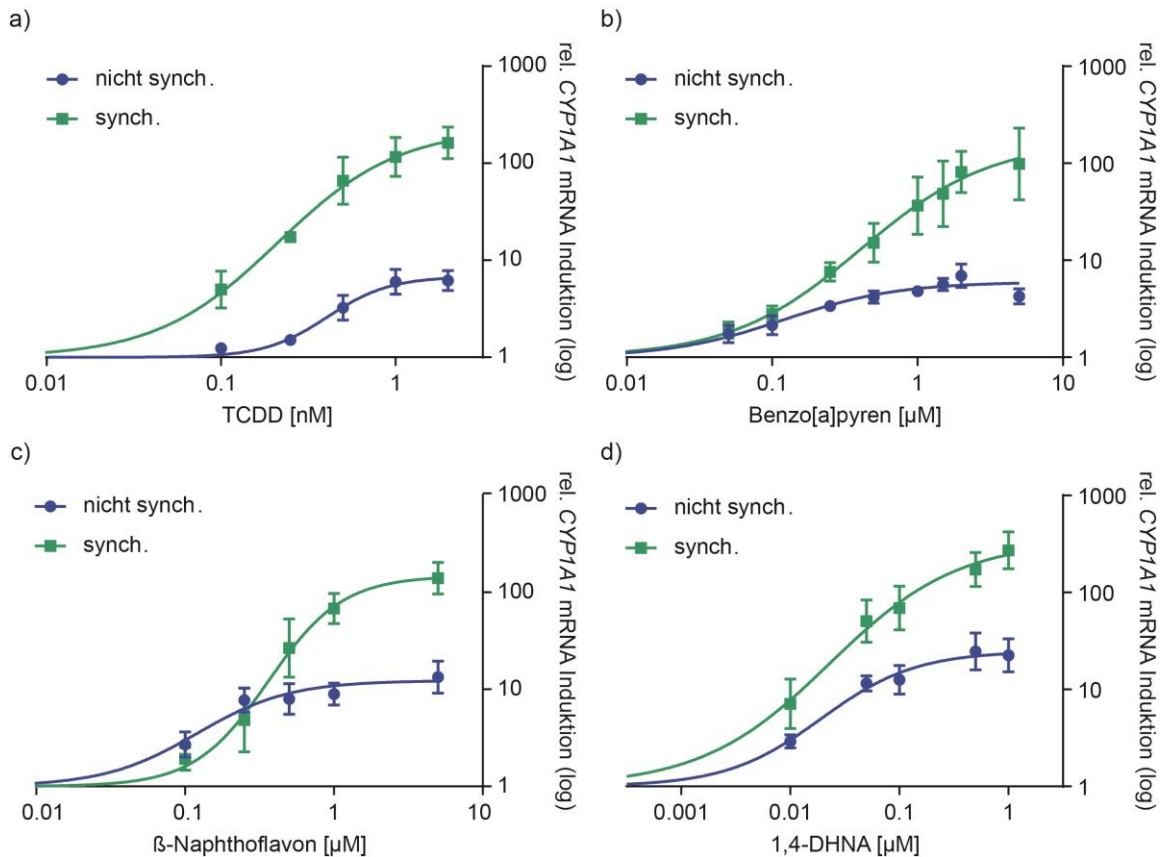 a)
nicht synch.
synch.
1000
100
10
1
rel. CYP1A1 mRNA Induktion (log)
0.01 0.1 1
TCDD [nM]
b)
nicht synch.
synch.
1000
100
10
1
rel. CYP1A1 mRNA Induktion (log)
0.01 0.1 1 10
Benzo[a]pyren [µM]
c)
nicht synch.
synch.
1000
100
10
1
rel. CYP1A1 mRNA Induktion (log)
0.01 0.1 1 10
ß-Naphthoflavon [µM]
d)
nicht synch.
synch.
1000
100
10
1
rel. CYP1A1 mRNA Induktion (log)
0.001 0.01 0.1 1
1,4-DHNA [µM]